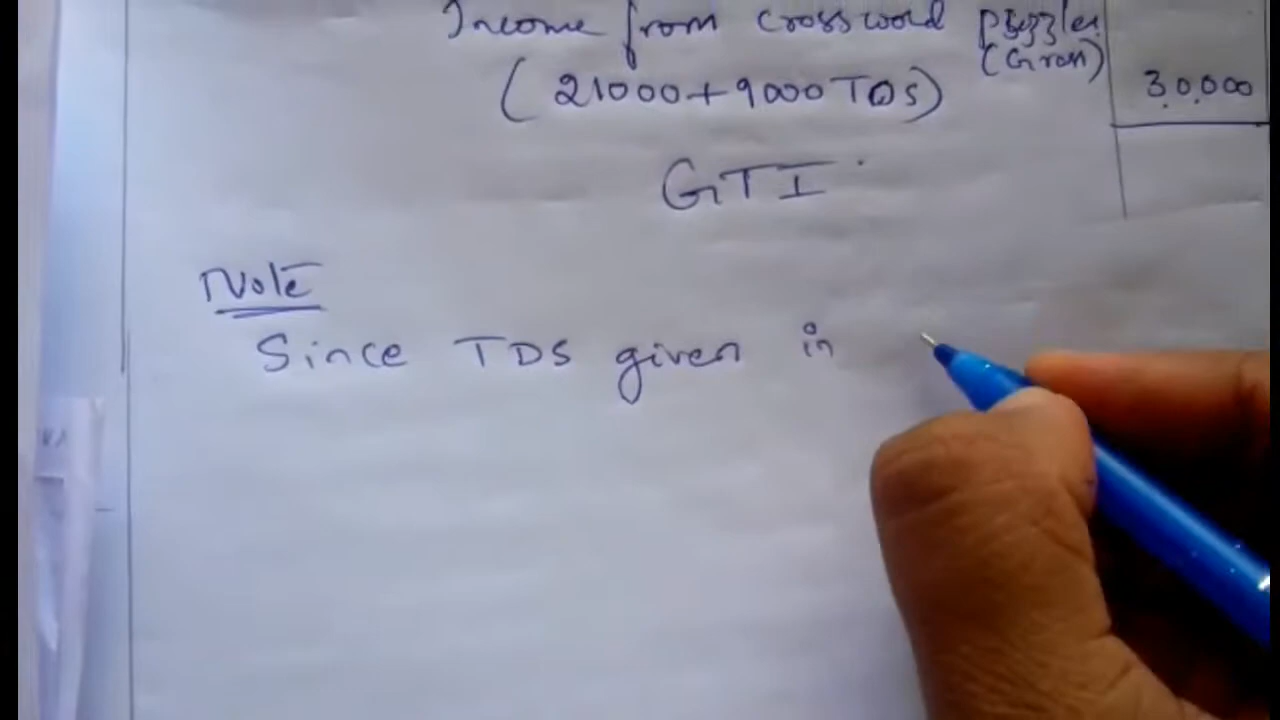 Income from crossword puzzles
(Gross)
(21000+9000 TDS)
30,000
GTI
Note
Since TDS given in